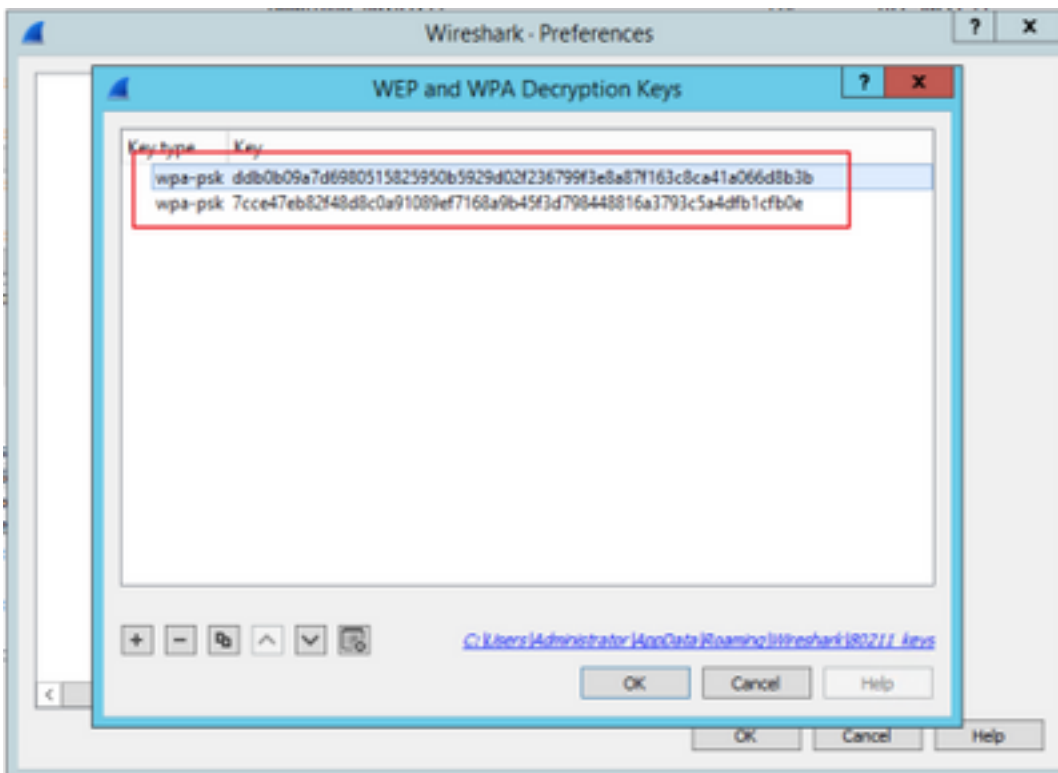 Wireshark - Preferences
? x
WEP and WPA Decryption Keys
? x
Key type Key
wpa-psk ddb0b09a7d6980515825950b5929d02f236799f3e8a87f163c8ca41a066d8b3b
wpa-psk 7cce47eb82f48d8c0a91089ef7168a9b45f3d798448816a3793c5a4dfb1cfb0e
+ -
C:\Users\Administrator\AppData\Roaming\Wireshark\80211_keys
OK Cancel Help
<
OK Cancel Help